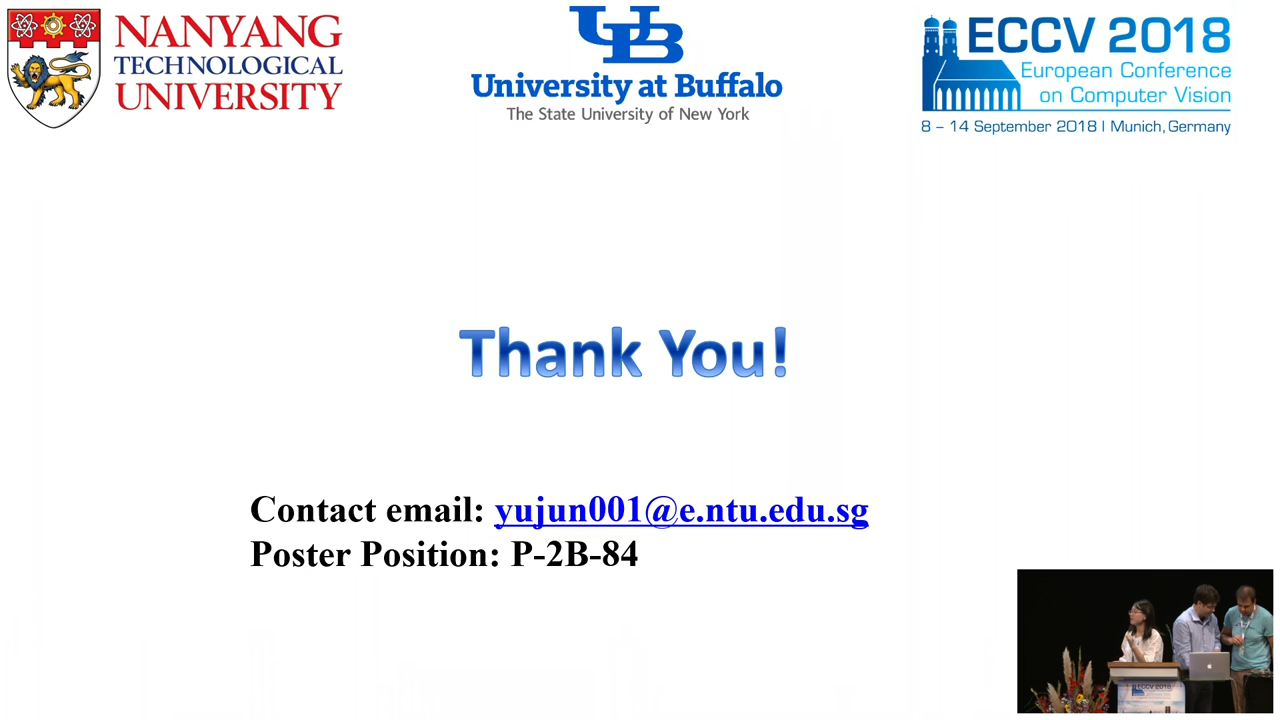 NANYANG
TECHNOLOGICAL
UNIVERSITY
UB
University at Buffalo
The State University of New York
ECCV 2018
European Conference
on Computer Vision
8 – 14 September 2018 | Munich, Germany
Thank You!
Contact email: yujun001@e.ntu.edu.sg
Poster Position: P-2B-84
ECCV 2018